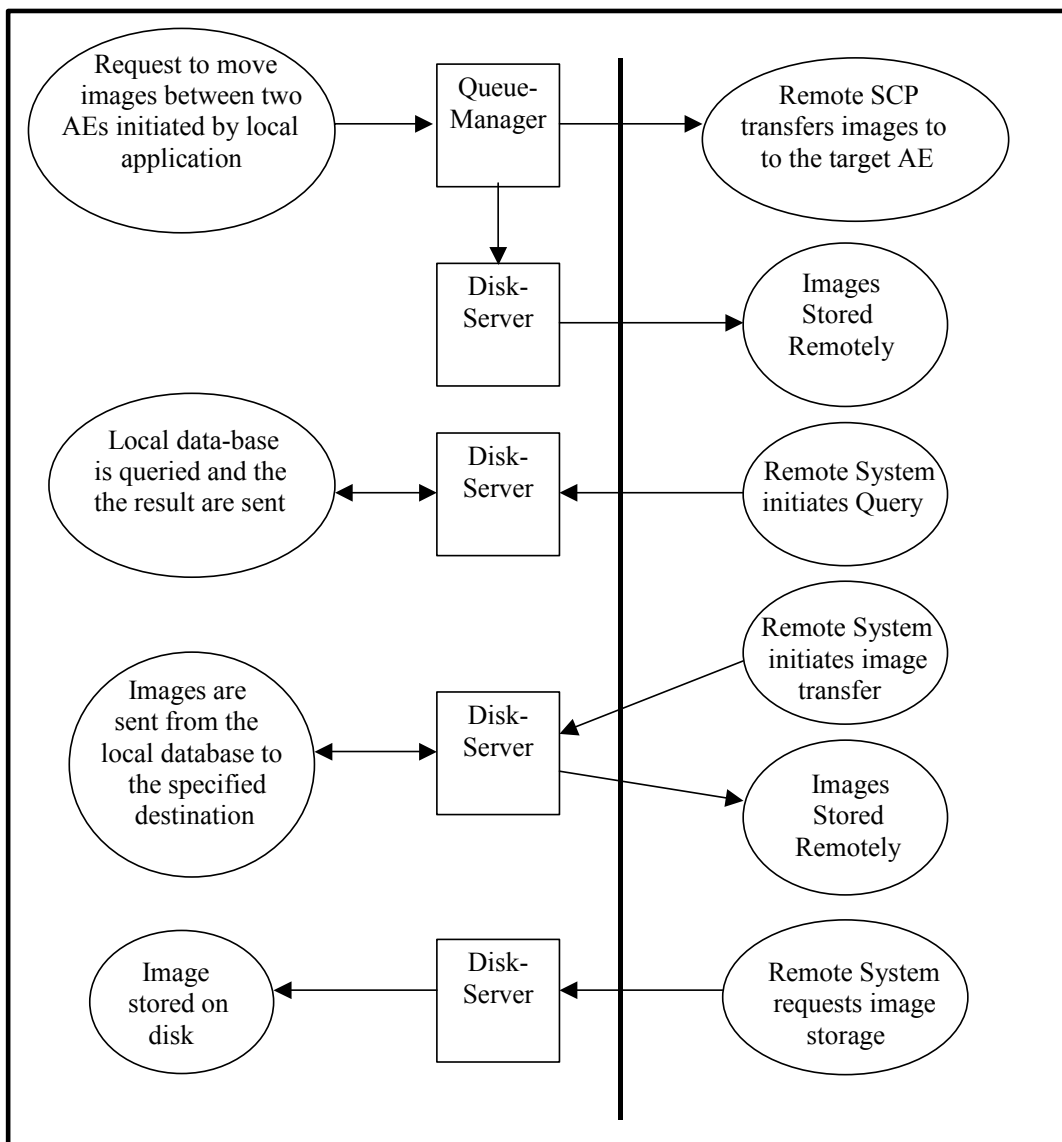 Request to move
images between two
AEs initiated by local
application
Queue-
Manager
Remote SCP
transfers images to
to the target AE
Disk-
Server
Images
Stored
Remotely
Local data-base
is queried and the
the result are sent
Disk-
Server
Remote System
initiates Query
Remote System
initiates image
transfer
Images are
sent from the
local database to
the specified
destination
Disk-
Server
Images
Stored
Remotely
Image
stored on
disk
Disk-
Server
Remote System
requests image
storage